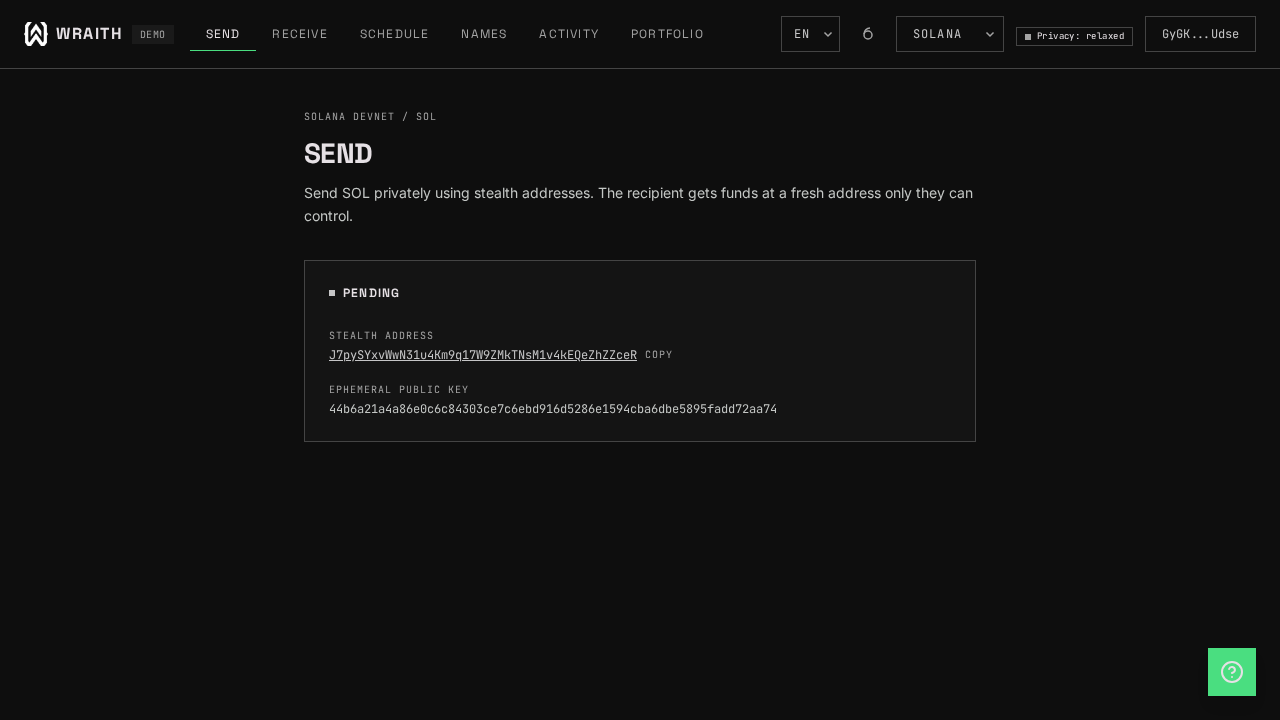 WRAITH DEMO SEND RECEIVE SCHEDULE NAMES ACTIVITY PORTFOLIO EN SOLANA Privacy: relaxed GyGK...Udse
SOLANA DEVNET / SOL
SEND
Send SOL privately using stealth addresses. The recipient gets funds at a fresh address only they can
control.
PENDING
STEALTH ADDRESS
J7pySYxvWwN31u4Km9q17W9ZMkTNsM1v4kEQeZhZZceR COPY
EPHEMERAL PUBLIC KEY
44b6a21a4a86e0c6c84303ce7c6ebd916d5286e1594cba6dbe5895fadd72aa74